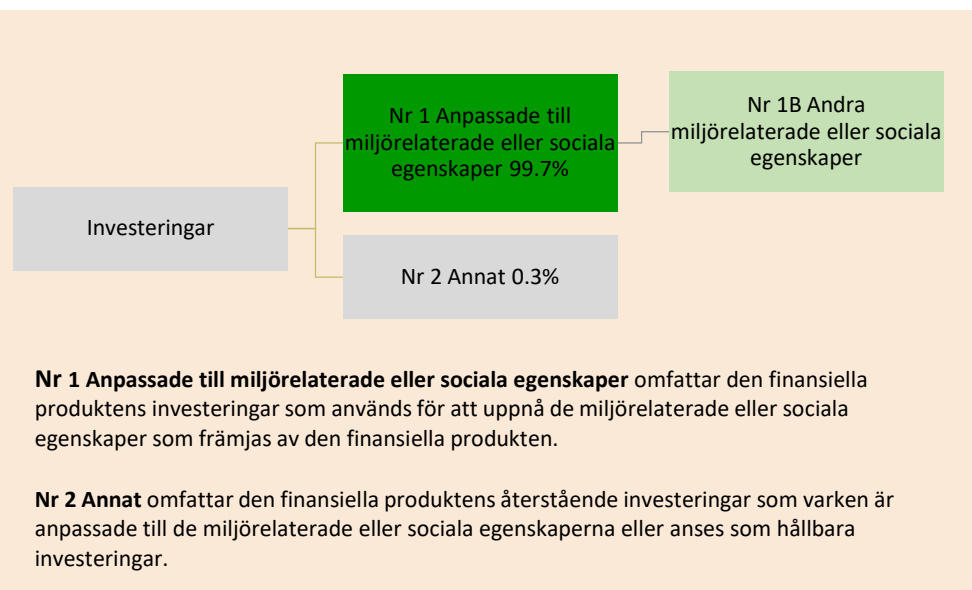 Nr 1 Anpassade till
miljörelaterade eller sociala
egenskaper 99.7%
Nr 1B Andra
miljörelaterade eller sociala
egenskaper
Investeringar
Nr 2 Annat 0.3%
Nr 1 Anpassade till miljörelaterade eller sociala egenskaper omfattar den finansiella
produktens investeringar som används för att uppnå de miljörelaterade eller sociala
egenskaper som främjas av den finansiella produkten.
Nr 2 Annat omfattar den finansiella produktens återstående investeringar som varken är
anpassade till de miljörelaterade eller sociala egenskaperna eller anses som hållbara
investeringar.